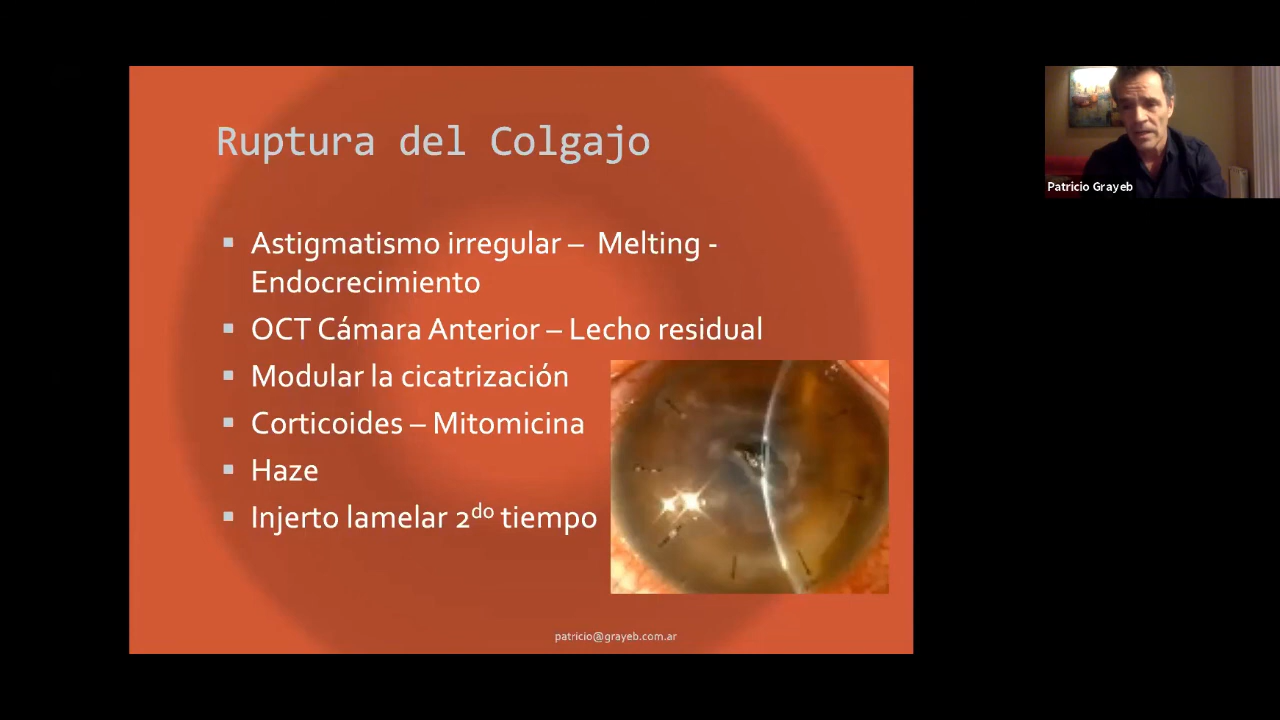 Ruptura del Colgajo
Astigmatismo irregular – Melting -
Endocrecimiento
OCT Cámara Anterior – Lecho residual
Modular la cicatrización
Corticoides – Mitomicina
Haze
Injerto lamelar 2do tiempo
patricio@grayeb.com.ar
Patricio Grayeb